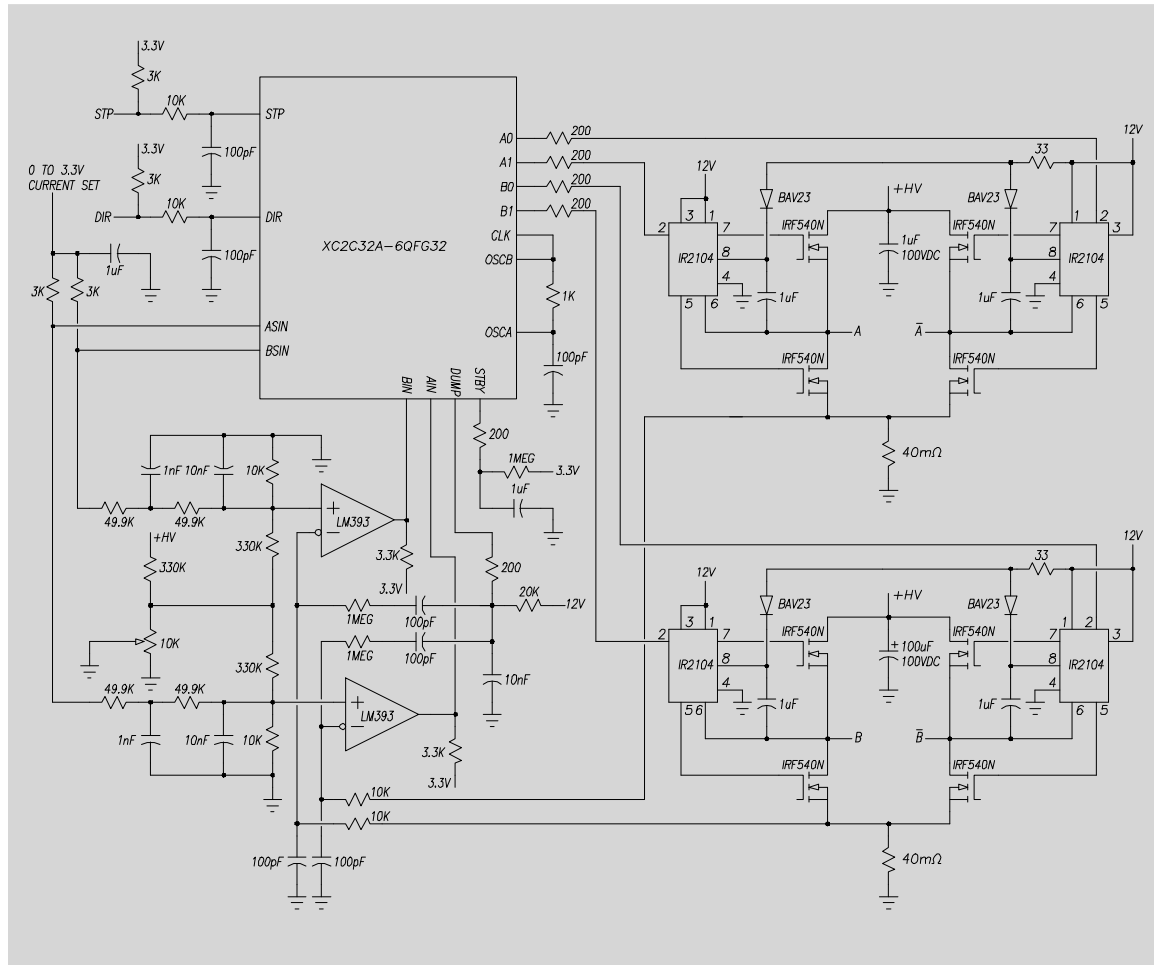 3.3V
3K
STP
10K
STP
100pF
3.3V
3K
DIR
10K
DIR
100pF
0 TO 3.3V
CURRENT SET
1uF
3K
3K
ASIN
BSIN
XC2C32A-6QFG32
A0
A1
B0
B1
CLK
OSCB
OSCA
BIN
AIN
DUMP
STBY
200
200
200
200
1K
100pF
200
1MEG
3.3V
1uF
12V
33
12V
BAV23
+HV
BAV23
3
1
2
IR2104
7
8
4
5
6
IRF540N
1uF
100VDC
IRF540N
1
2
3
7
8
4
IR2104
6
5
1uF
1uF
A
A̅
IRF540N
IRF540N
40mΩ
1nF
10nF
10K
49.9K
49.9K
LM393
+
−
+HV
330K
330K
3.3K
3.3V
200
20K
12V
1MEG
100pF
1MEG
100pF
10K
330K
10nF
49.9K
49.9K
1nF
10nF
10K
LM393
+
−
3.3K
3.3V
10K
10K
100pF
100pF
12V
33
12V
BAV23
+HV
BAV23
3
1
2
IR2104
7
8
4
5
6
IRF540N
+
100uF
100VDC
IRF540N
1
2
3
7
8
4
IR2104
6
5
1uF
1uF
B
B̅
IRF540N
IRF540N
40mΩ